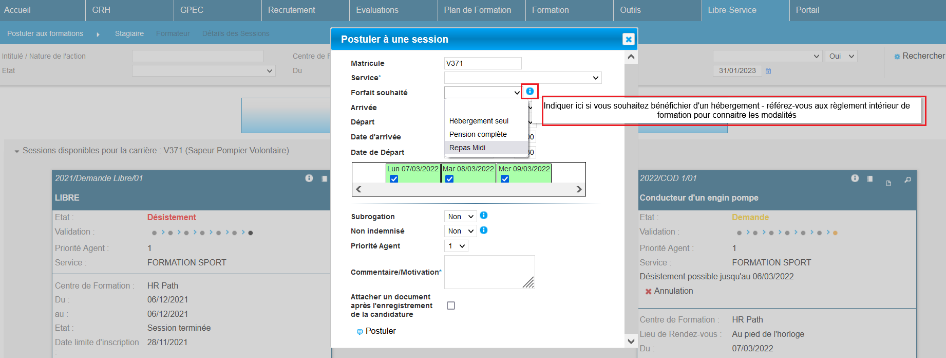 Accueil GRH GPEC Recrutement Evaluations Plan de Formation Formation Outils Libre Service Portail
Postuler aux formations Stagiaire Formateur Détails des Sessions
Postuler à une session
Intitulé / Nature de l'action
Centre de F
Oui
Rechercher
Etat
Du
31/01/2023
Matricule V371
Service*
Forfait souhaité
Indiquer ici si vous souhaitez bénéfichier d'un hébergement - référez-vous aux règlement intérieur de
formation pour connaitre les modalités
Arrivée
Hébergement seul
Départ
Pension complète
Date d'arrivée
Repas Midi
Date de Départ
Lun 07/03/2022 Mar 08/03/2022 Mer 09/03/2022
Subrogation Non
Non indemnisé Non
Priorité Agent 1
Commentaire/Motivation*
Attacher un document
après l'enregistrement
de la candidature
Postuler
Sessions disponibles pour la carrière : V371 (Sapeur Pompier Volontaire)
2021/Demande Libre/01
LIBRE
Etat : Désistement
Validation :
Priorité Agent : 1
Service : FORMATION SPORT
Centre de Formation : HR Path
Du : 06/12/2021
au : 06/12/2021
Etat : Session terminée
Date limite d'inscription : 28/11/2021
2022/COD 1/01
Conducteur d'un engin pompe
Etat : Demande
Validation :
Priorité Agent : 1
Service FORMATION SPORT
Désistement possible jusqu'au 06/03/2022
Annulation
Centre de Formation : HR Path
Lieu de Rendez-vous : Au pied de l'horloge
Du 07/03/2022